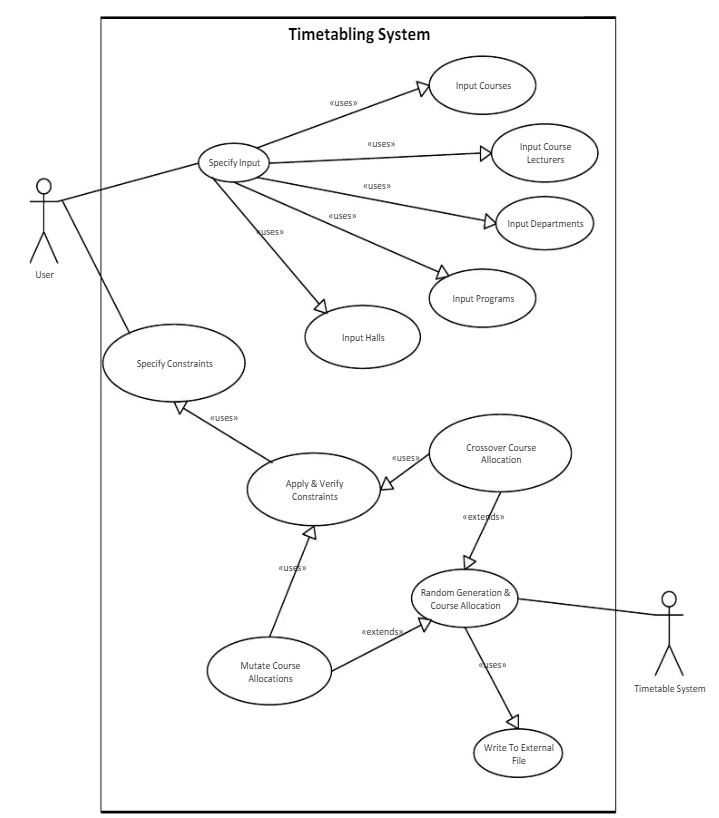 Timetabling System
Input Courses
«uses»
Input Course
Lecturers
«uses»
Specify Input
«uses»
Input Departments
«uses»
«uses»
User
Input Programs
Input Halls
Specify Constraints
«uses»
Crossover Course
Allocation
«uses»
Apply & Verify
Constraints
«extends»
«uses»
Random Generation &
Course Allocation
«extends»
Mutate Course
Allocations
«uses»
Timetable System
Write To External
File